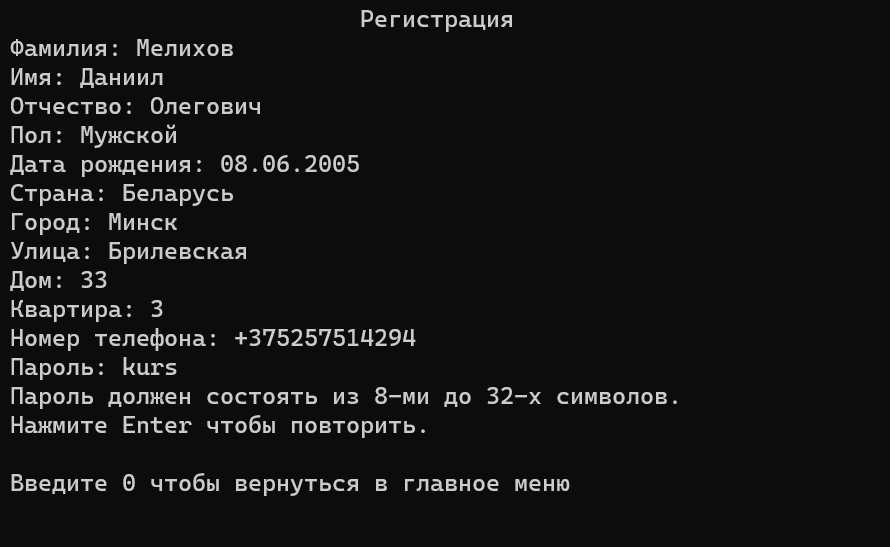 Регистрация
Фамилия: Мелихов
Имя: Даниил
Отчество: Олегович
Пол: Мужской
Дата рождения: 08.06.2005
Страна: Беларусь
Город: Минск
Улица: Брилевская
Дом: 33
Квартира: 3
Номер телефона: +375257514294
Пароль: kurs
Пароль должен состоять из 8-ми до 32-х символов.
Нажмите Enter чтобы повторить.
Введите 0 чтобы вернуться в главное меню